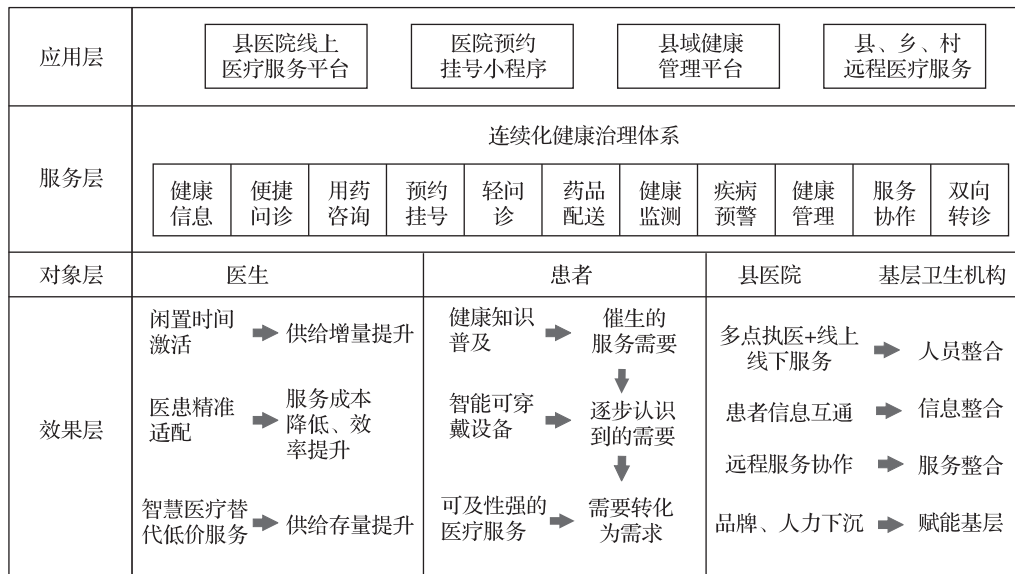 应用层
县医院线上
医疗服务平台
医院预约
挂号小程序
县域健康
管理平台
县、乡、村
远程医疗服务
服务层
连续化健康治理体系
健康
信息
便捷
问诊
用药
咨询
预约
挂号
轻问
诊
药品
配送
健康
监测
疾病
预警
健康
管理
服务
协作
双向
转诊
对象层
医生
患者
县医院
基层卫生机构
效果层
闲置时间
激活
供给增量提升
医患精准
适配
服务成本
降低、效
率提升
智慧医疗替
代低价服务
供给存量提升
健康知识
普及
催生的
服务需要
智能可穿
戴设备
逐步认识
到的需要
可及性强的
医疗服务
需要转化
为需求
多点执医+线上
线下服务
人员整合
患者信息互通
信息整合
远程服务协作
服务整合
品牌、人力下沉
赋能基层